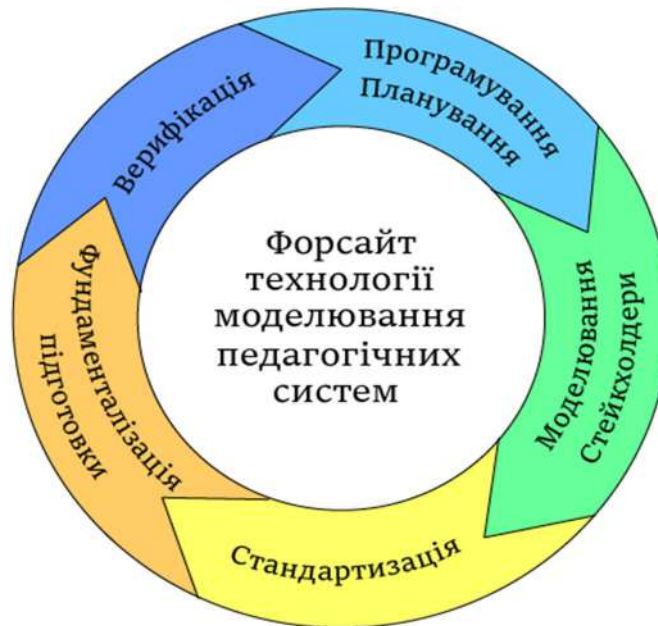 Програмування
Планування
Моделювання
Стейкхолдери
Стандартизація
Фундаменталізація
підготовки
Верифікація
Форсайт
технології
моделювання
педагогічних
систем